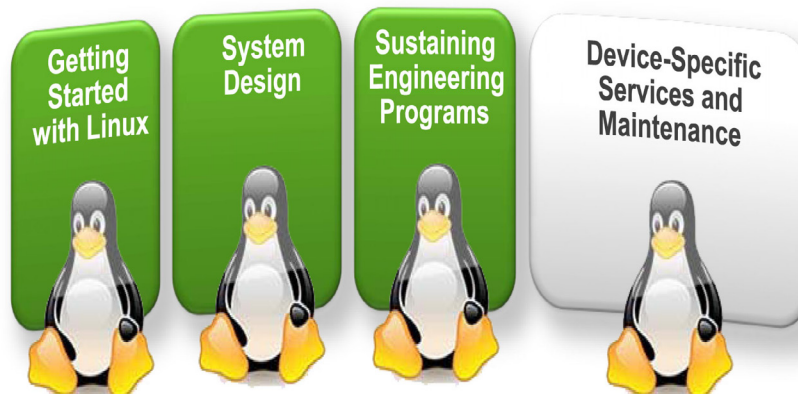 Getting
Started
with Linux
System
Design
Sustaining
Engineering
Programs
Device-Specific
Services and
Maintenance